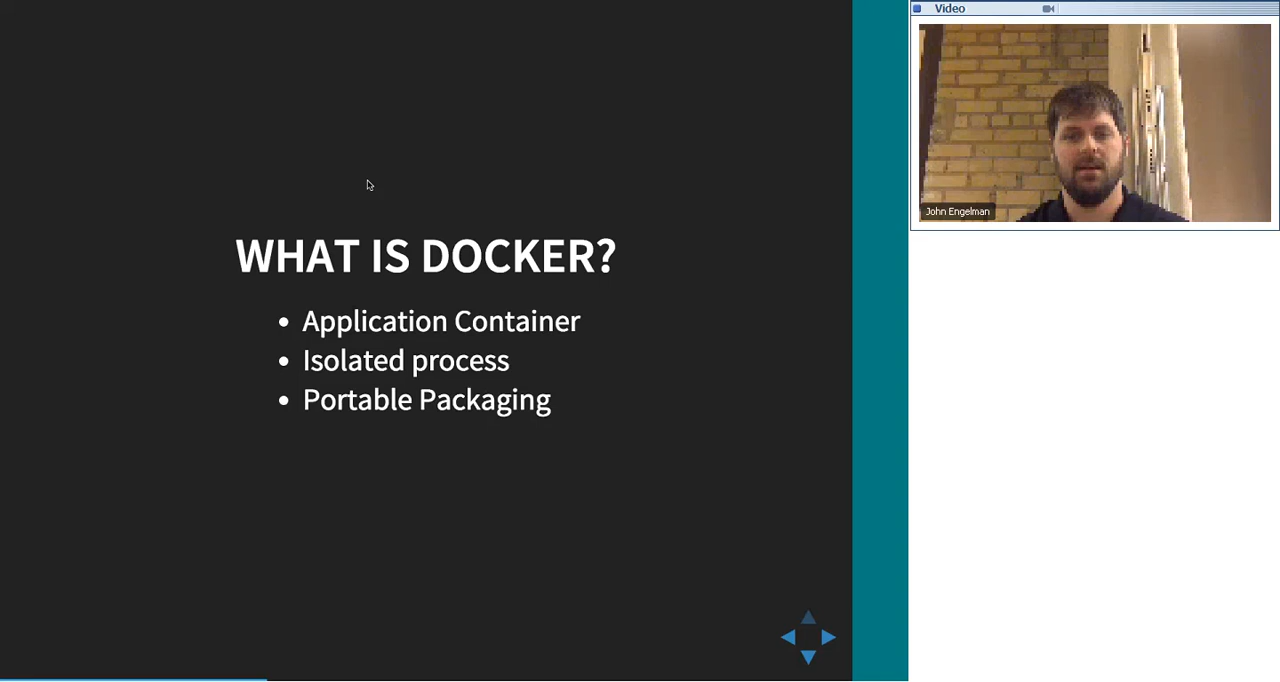 Video
John Engelman
WHAT IS DOCKER?
• Application Container
• Isolated process
• Portable Packaging